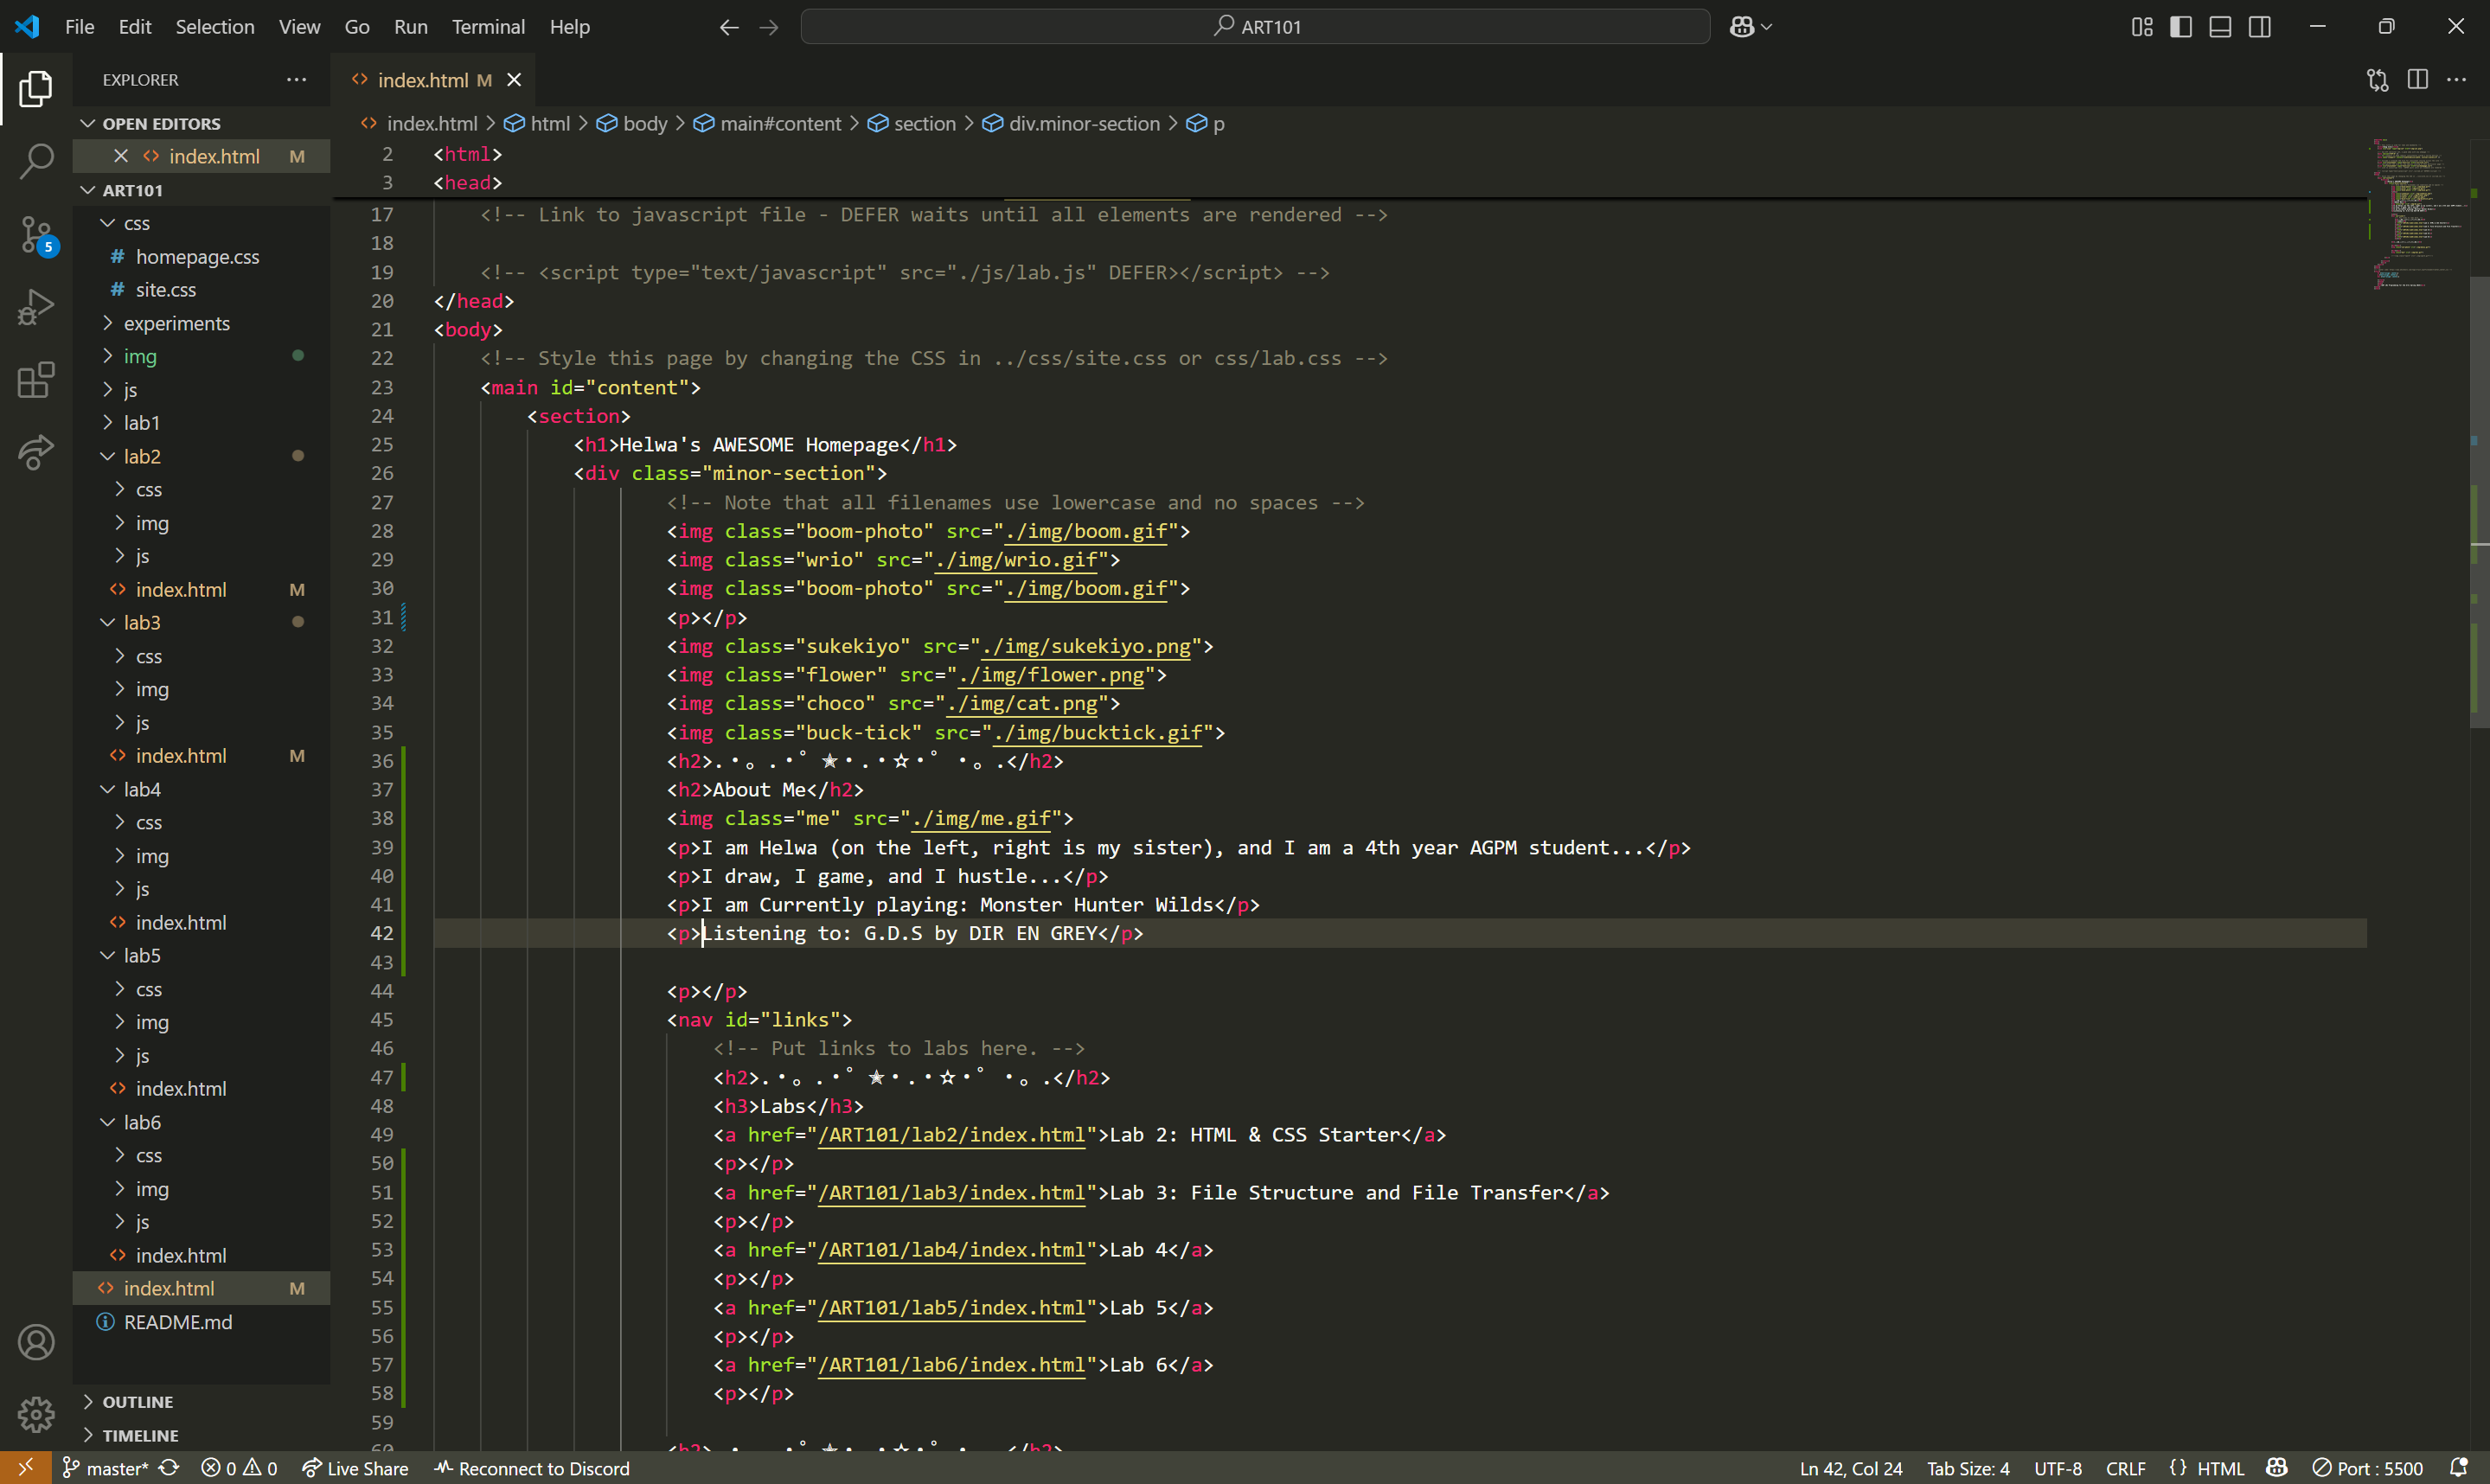 File Edit Selection View Go Run Terminal Help
ART101
EXPLORER
OPEN EDITORS
index.html M
ART101
css
homepage.css
site.css
experiments
img
js
lab1
lab2
css
img
js
index.html M
lab3
css
img
js
index.html M
lab4
css
img
js
index.html
lab5
css
img
js
index.html
lab6
css
img
js
index.html
index.html M
README.md
OUTLINE
TIMELINE
5
index.html M
index.html > html > body > main#content > section > div.minor-section > p
2 <html>
3 <head>
17 <!-- Link to javascript file - DEFER waits until all elements are rendered -->
18
19 <!-- <script type="text/javascript" src="./js/lab.js" DEFER></script> -->
20 </head>
21 <body>
22 <!-- Style this page by changing the CSS in ../css/site.css or css/lab.css -->
23 <main id="content">
24 <section>
25 <h1>Helwa's AWESOME Homepage</h1>
26 <div class="minor-section">
27 <!-- Note that all filenames use lowercase and no spaces -->
28 <img class="boom-photo" src="./img/boom.gif">
29 <img class="wrio" src="./img/wrio.gif">
30 <img class="boom-photo" src="./img/boom.gif">
31 <p></p>
32 <img class="sukekiyo" src="./img/sukekiyo.png">
33 <img class="flower" src="./img/flower.png">
34 <img class="choco" src="./img/cat.png">
35 <img class="buck-tick" src="./img/bucktick.gif">
36 <h2>.・。.・゜✭・.・✫・゜・。.</h2>
37 <h2>About Me</h2>
38 <img class="me" src="./img/me.gif">
39 <p>I am Helwa (on the left, right is my sister), and I am a 4th year AGPM student...</p>
40 <p>I draw, I game, and I hustle...</p>
41 <p>I am Currently playing: Monster Hunter Wilds</p>
42 <p>Listening to: G.D.S by DIR EN GREY</p>
43
44 <p></p>
45 <nav id="links">
46 <!-- Put links to labs here. -->
47 <h2>.・。.・゜✭・.・✫・゜・。.</h2>
48 <h3>Labs</h3>
49 <a href="/ART101/lab2/index.html">Lab 2: HTML & CSS Starter</a>
50 <p></p>
51 <a href="/ART101/lab3/index.html">Lab 3: File Structure and File Transfer</a>
52 <p></p>
53 <a href="/ART101/lab4/index.html">Lab 4</a>
54 <p></p>
55 <a href="/ART101/lab5/index.html">Lab 5</a>
56 <p></p>
57 <a href="/ART101/lab6/index.html">Lab 6</a>
58 <p></p>
59
master* 0 0 Live Share Reconnect to Discord
Ln 42, Col 24 Tab Size: 4 UTF-8 CRLF {} HTML Port : 5500